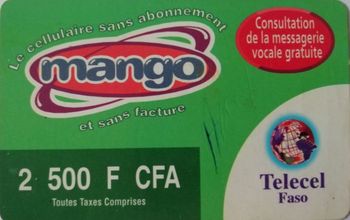 Le cellulaire sans abonnement
mango
et sans facture
Consultation
de la messagerie
vocale gratuite
2 500 F CFA
Toutes Taxes Comprises
Telecel
Faso